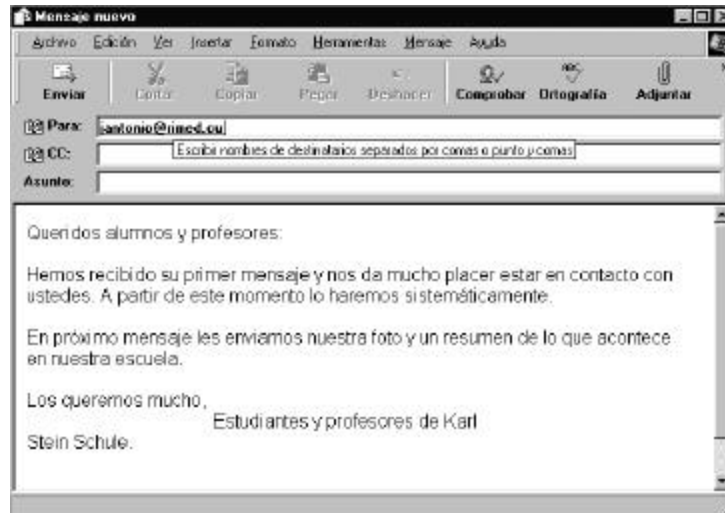 Mensaje nuevo
Archivo Edición Ver Insertar Formato Herramientas Mensaje Ayuda
Enviar Cortar Copiar Pegar Deshacer Comprobar Ortografía Adjuntar
Para: jantonio@rimed.cu
Escribir nombres de destinatarios separados por comas o punto y comas
CC:
Asunto:
Queridos alumnos y profesores:
Hemos recibido su primer mensaje y nos da mucho placer estar en contacto con
ustedes. A partir de este momento lo haremos sistemáticamente.
En próximo mensaje les enviamos nuestra foto y un resumen de lo que acontece
en nuestra escuela.
Los queremos mucho,
Estudiantes y profesores de Karl
Stein Schule.